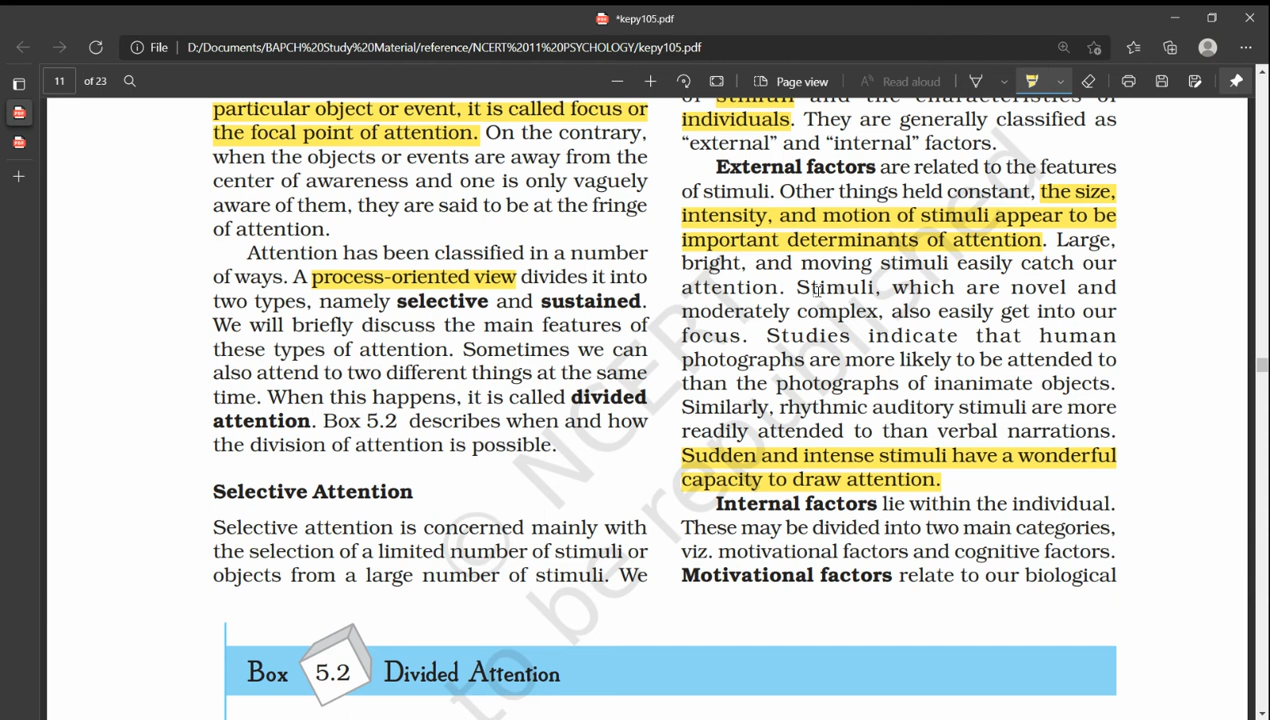 *kepy105.pdf
File D:/Documents/BAPCH%20Study%20Material/reference/NCERT%2011%20PSYCHOLOGY/kepy105.pdf
11 of 23 Page view Read aloud
particular object or event, it is called focus or
the focal point of attention. On the contrary,
when the objects or events are away from the
center of awareness and one is only vaguely
aware of them, they are said to be at the fringe
of attention.
Attention has been classified in a number
of ways. A process-oriented view divides it into
two types, namely selective and sustained.
We will briefly discuss the main features of
these types of attention. Sometimes we can
also attend to two different things at the same
time. When this happens, it is called divided
attention. Box 5.2 describes when and how
the division of attention is possible.
Selective Attention
Selective attention is concerned mainly with
the selection of a limited number of stimuli or
objects from a large number of stimuli. We
of stimuli and the characteristics of
individuals. They are generally classified as
“external” and “internal” factors.
External factors are related to the features
of stimuli. Other things held constant, the size,
intensity, and motion of stimuli appear to be
important determinants of attention. Large,
bright, and moving stimuli easily catch our
attention. Stimuli, which are novel and
moderately complex, also easily get into our
focus. Studies indicate that human
photographs are more likely to be attended to
than the photographs of inanimate objects.
Similarly, rhythmic auditory stimuli are more
readily attended to than verbal narrations.
Sudden and intense stimuli have a wonderful
capacity to draw attention.
Internal factors lie within the individual.
These may be divided into two main categories,
viz. motivational factors and cognitive factors.
Motivational factors relate to our biological
Box 5.2 Divided Attention
© NCERT
to be republished